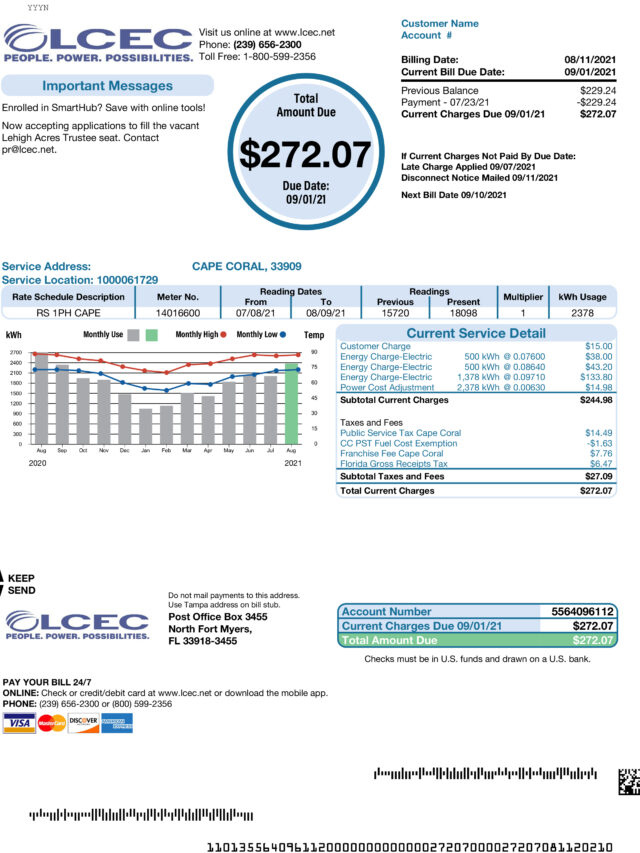 YYYN
LCEC
PEOPLE. POWER. POSSIBILITIES.
Visit us online at www.lcec.net
Phone: (239) 656-2300
Toll Free: 1-800-599-2356
Customer Name
Account #
Billing Date: 08/11/2021
Current Bill Due Date: 09/01/2021
Previous Balance $229.24
Payment - 07/23/21 -$229.24
Current Charges Due 09/01/21 $272.07
If Current Charges Not Paid By Due Date:
Late Charge Applied 09/07/2021
Disconnect Notice Mailed 09/11/2021
Next Bill Date 09/10/2021
Important Messages
Enrolled in SmartHub? Save with online tools!
Now accepting applications to fill the vacant
Lehigh Acres Trustee seat. Contact
pr@lcec.net.
Total
Amount Due
$272.07
Due Date:
09/01/21
Service Address: CAPE CORAL, 33909
Service Location: 1000061729
Rate Schedule Description Meter No. Reading Dates Readings Multiplier kWh Usage
From To Previous Present
RS 1PH CAPE 14016600 07/08/21 08/09/21 15720 18098 1 2378
kWh Monthly Use Monthly High Monthly Low Temp
2700 90
2400
2100 75
1800 60
1500
1200 45
900 30
600
300 15
0 0
Aug Sep Oct Nov Dec Jan Feb Mar Apr May Jun Jul Aug
2020 2021
Current Service Detail
Customer Charge $15.00
Energy Charge-Electric 500 kWh @ 0.07600 $38.00
Energy Charge-Electric 500 kWh @ 0.08640 $43.20
Energy Charge-Electric 1,378 kWh @ 0.09710 $133.80
Power Cost Adjustment 2,378 kWh @ 0.00630 $14.98
Subtotal Current Charges $244.98
Taxes and Fees
Public Service Tax Cape Coral $14.49
CC PST Fuel Cost Exemption -$1.63
Franchise Fee Cape Coral $7.76
Florida Gross Receipts Tax $6.47
Subtotal Taxes and Fees $27.09
Total Current Charges $272.07
KEEP
SEND
LCEC
PEOPLE. POWER. POSSIBILITIES.
Do not mail payments to this address.
Use Tampa address on bill stub.
Post Office Box 3455
North Fort Myers,
FL 33918-3455
Account Number 5564096112
Current Charges Due 09/01/21 $272.07
Total Amount Due $272.07
Checks must be in U.S. funds and drawn on a U.S. bank.
PAY YOUR BILL 24/7
ONLINE: Check or credit/debit card at www.lcec.net or download the mobile app.
PHONE: (239) 656-2300 or (800) 599-2356
VISA MasterCard DISCOVER AMERICAN EXPRESS